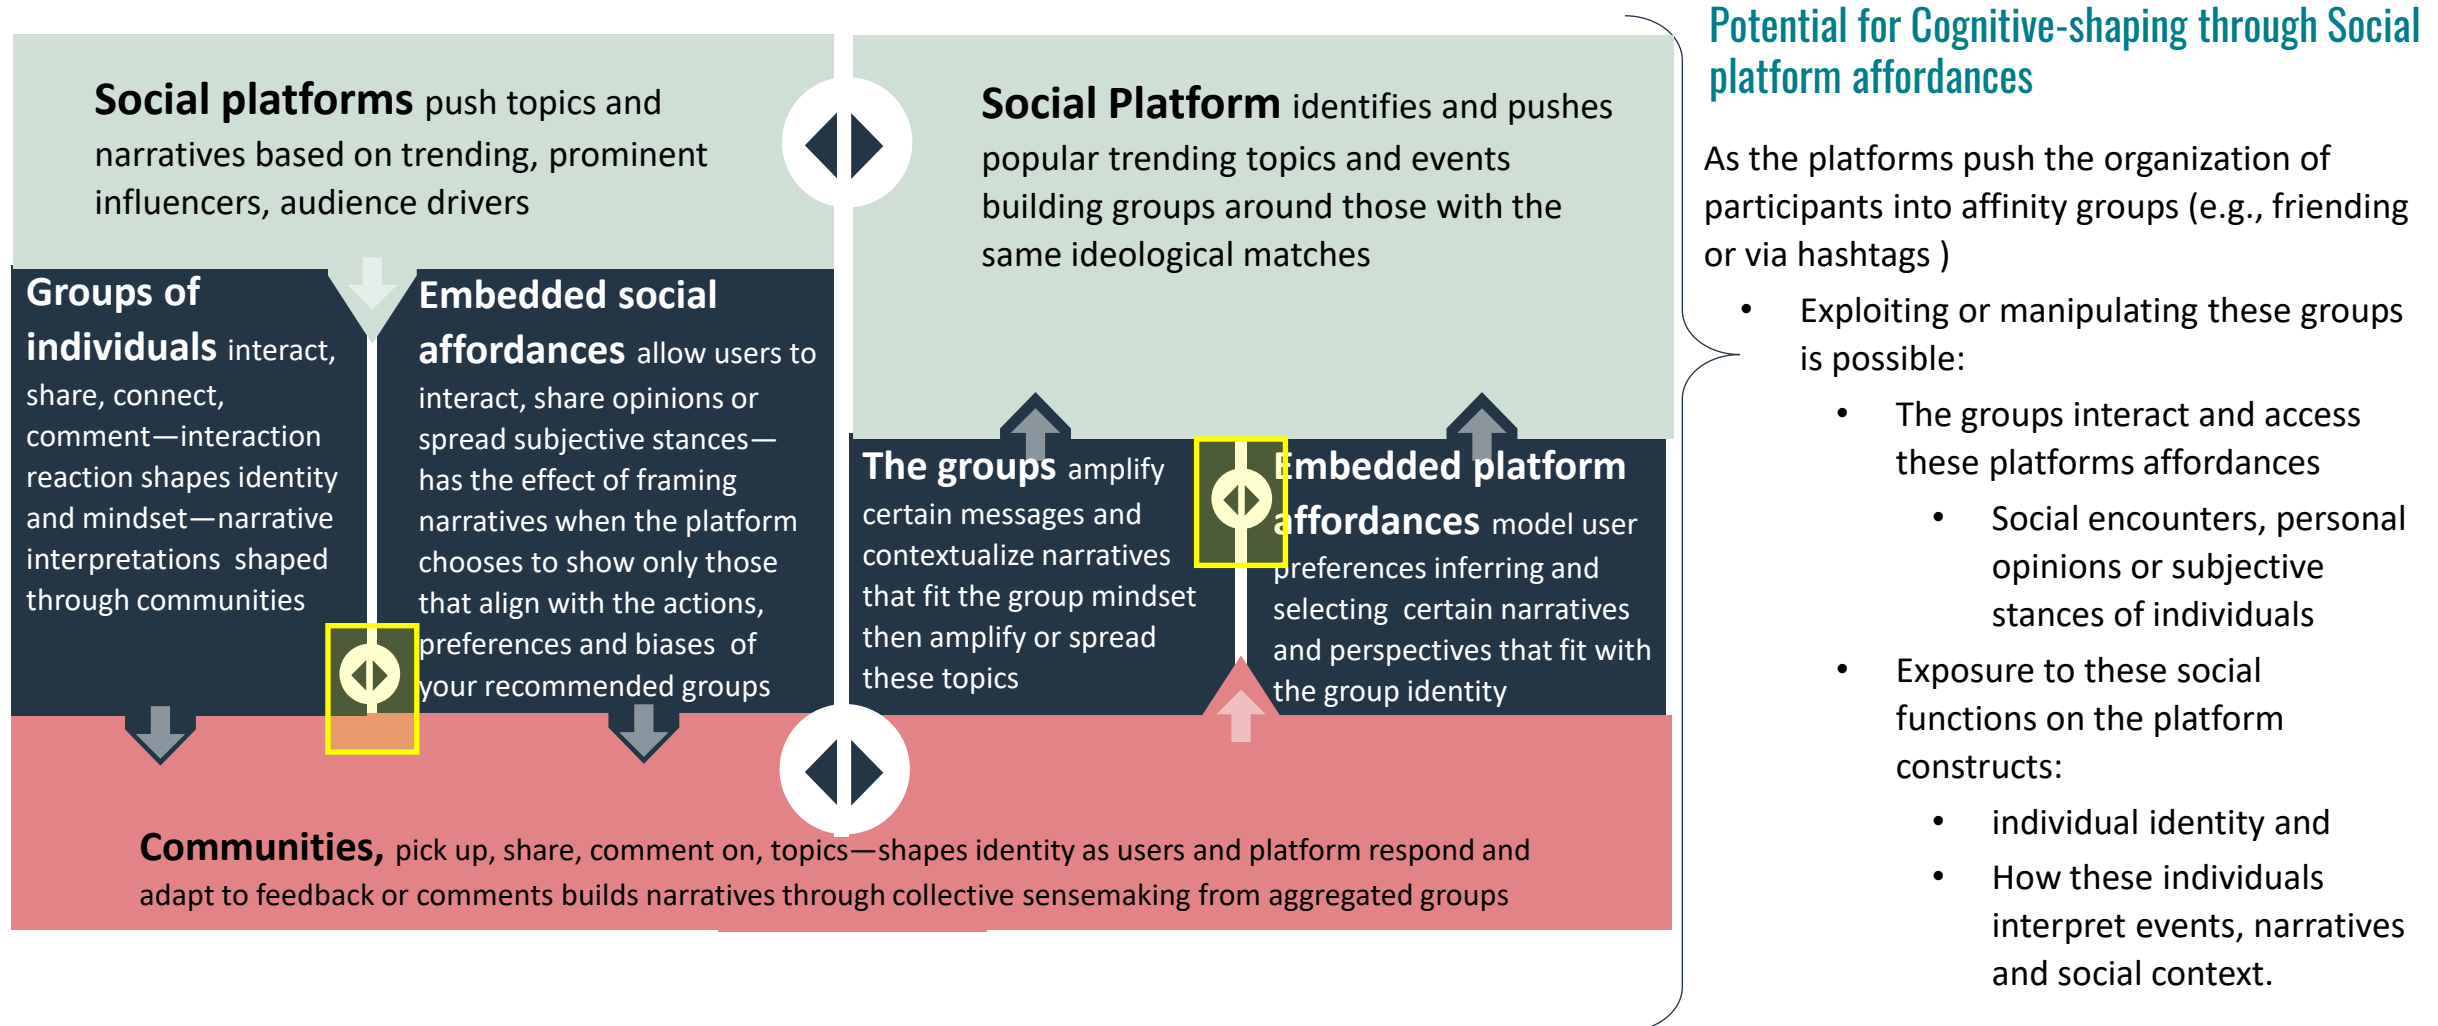 Social platforms push topics and
narratives based on trending, prominent
influencers, audience drivers
Social Platform identifies and pushes
popular trending topics and events
building groups around those with the
same ideological matches
Groups of
individuals interact,
share, connect,
comment—interaction
reaction shapes identity
and mindset—narrative
interpretations  shaped
through communities
Embedded social
affordances allow users to
interact, share opinions or
spread subjective stances—
has the effect of framing
narratives when the platform
chooses to show only those
that align with the actions,
preferences and biases  of
your recommended groups
The groups amplify
certain messages and
contextualize narratives
that fit the group mindset
then amplify or spread
these topics
Embedded platform
affordances model user
preferences inferring and
selecting  certain narratives
and perspectives that fit with
the group identity
Communities, pick up, share, comment on, topics—shapes identity as users and platform respond and
adapt to feedback or comments builds narratives through collective sensemaking from aggregated groups
Potential for Cognitive-shaping through Social
platform affordances
As the platforms push the organization of
participants into affinity groups (e.g., friending
or via hashtags )
• Exploiting or manipulating these groups
is possible:
• The groups interact and access
these platforms affordances
• Social encounters, personal
opinions or subjective
stances of individuals
• Exposure to these social
functions on the platform
constructs:
• individual identity and
• How these individuals
interpret events, narratives
and social context.